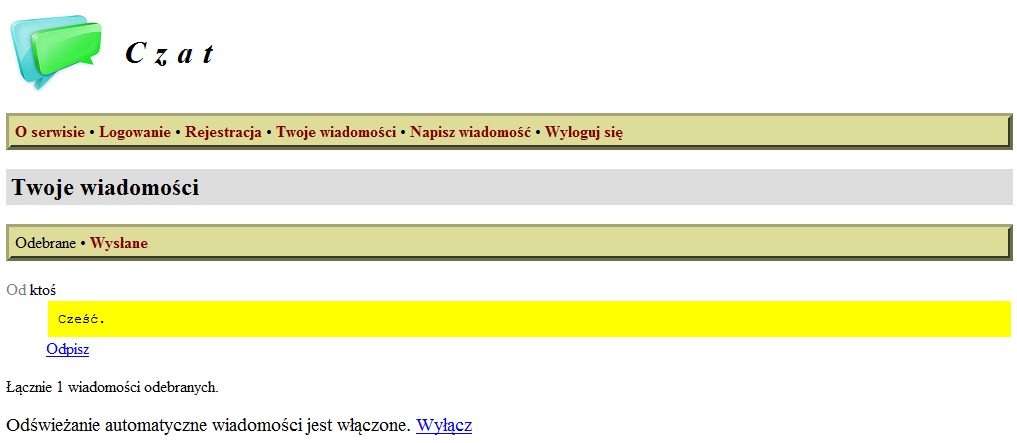 Czat
O serwisie • Logowanie • Rejestracja • Twoje wiadomości • Napisz wiadomość • Wyloguj się
Twoje wiadomości
Odebrane • Wysłane
Od ktoś
Cześć.
Odpisz
Łącznie 1 wiadomości odebranych.
Odświeżanie automatyczne wiadomości jest włączone. Wyłącz